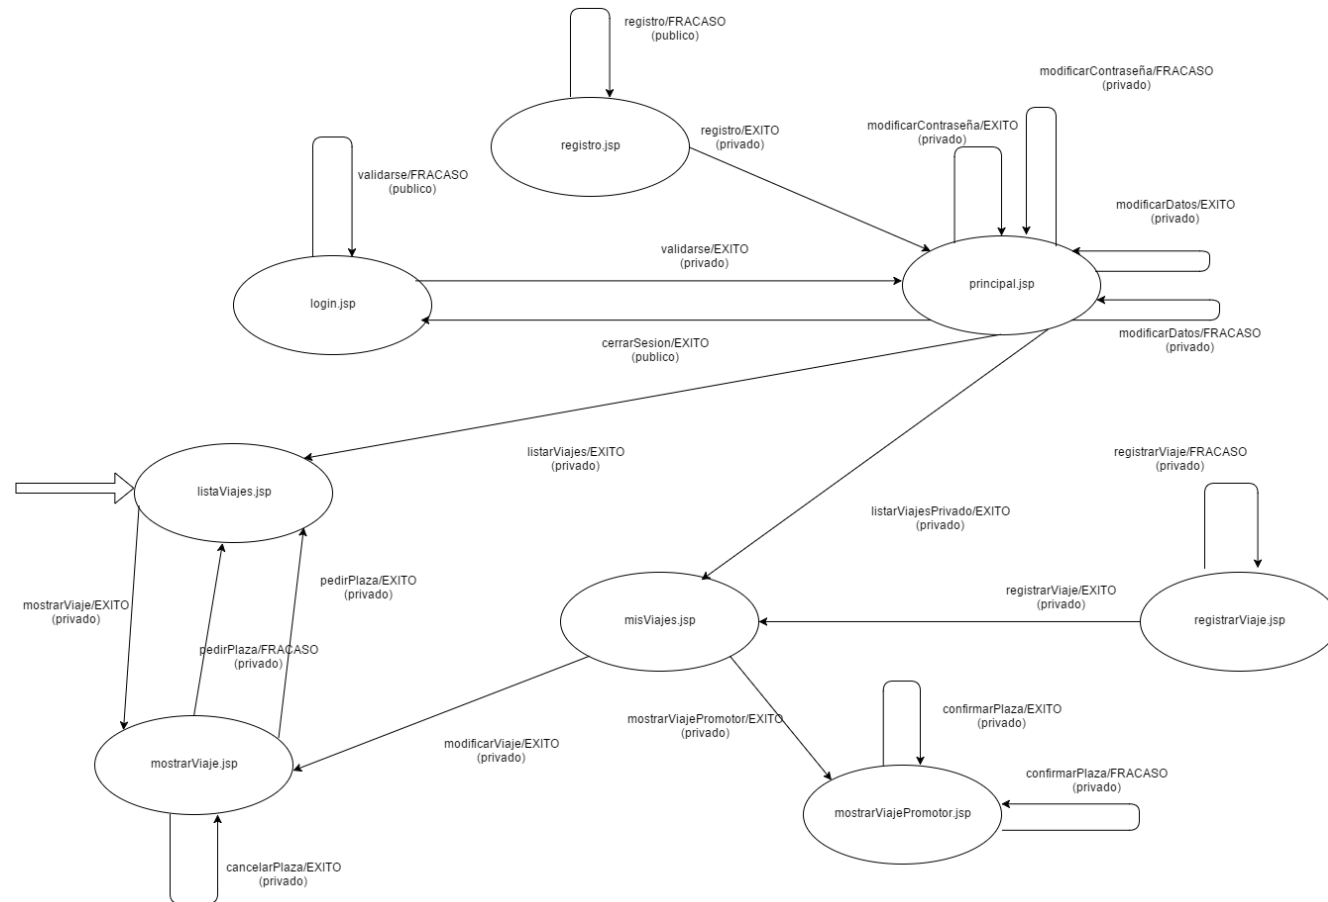 registro/FRACASO
(publico)
modificarContraseña/FRACASO
(privado)
registro/EXITO
(privado)
modificarContraseña/EXITO
(privado)
registro.jsp
validarse/FRACASO
(publico)
modificarDatos/EXITO
(privado)
validarse/EXITO
(privado)
login.jsp
principal.jsp
cerrarSesion/EXITO
(publico)
modificarDatos/FRACASO
(privado)
listarViajes/EXITO
(privado)
registrarViaje/FRACASO
(privado)
listaViajes.jsp
listarViajesPrivado/EXITO
(privado)
pedirPlaza/EXITO
(privado)
mostrarViaje/EXITO
(privado)
registrarViaje/EXITO
(privado)
misViajes.jsp
registrarViaje.jsp
pedirPlaza/FRACASO
(privado)
mostrarViajePromotor/EXITO
(privado)
confirmarPlaza/EXITO
(privado)
modificarViaje/EXITO
(privado)
mostrarViaje.jsp
confirmarPlaza/FRACASO
(privado)
mostrarViajePromotor.jsp
cancelarPlaza/EXITO
(privado)